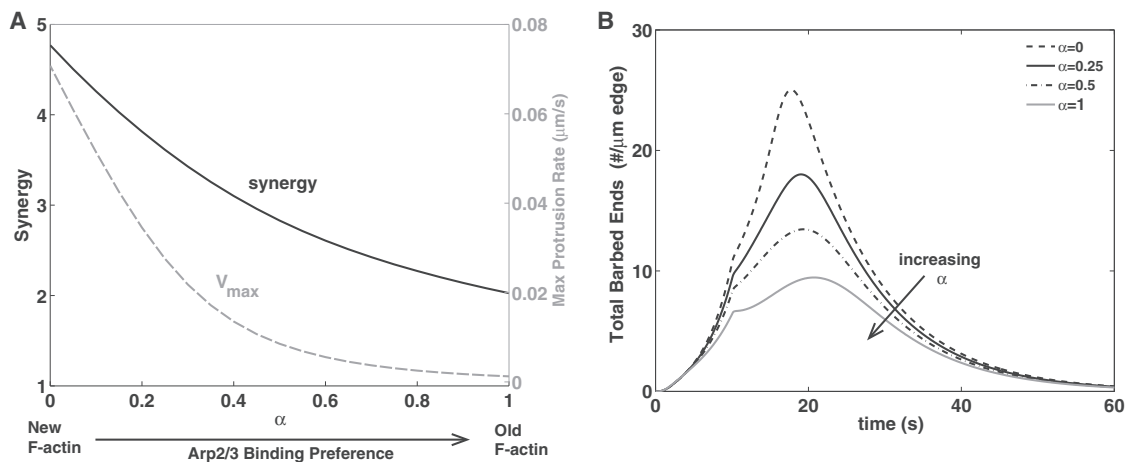 A
5
4
3
2
1
Synergy
0.08
0.06
0.04
0.02
0
Max Protrusion Rate (μm/s)
synergy
Vmax
0
0.2
0.4
0.6
0.8
1
α
New
F-actin
Old
F-actin
Arp2/3 Binding Preference
B
30
20
10
0
Total Barbed Ends (#/μm edge)
α=0
α=0.25
α=0.5
α=1
increasing
α
0
20
40
60
time (s)